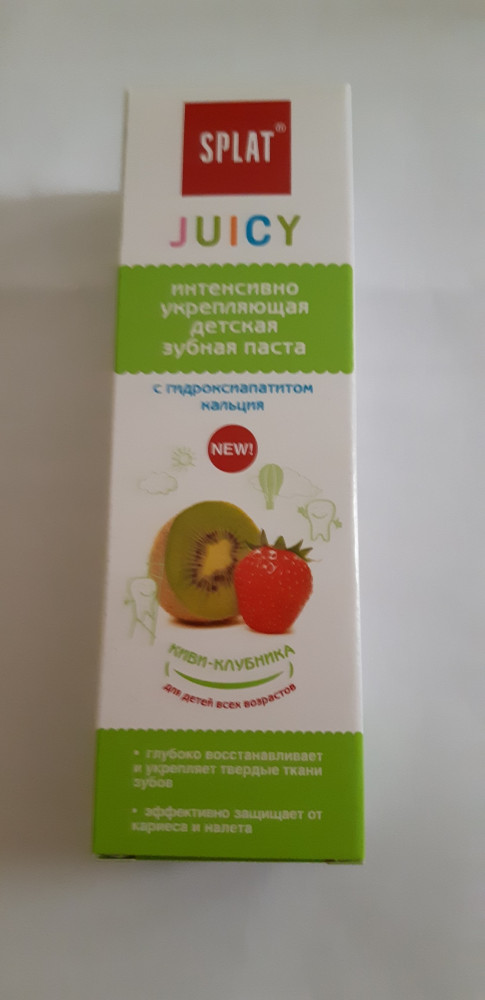 SPLAT®
JUICY
интенсивно
укрепляющая
детская
зубная паста
с гидроксиапатитом
кальция
NEW!
КИВИ-КЛУБНИКА
для детей всех возрастов
• глубоко восстанавливает
и укрепляет твердые ткани
зубов
• эффективно защищает от
кариеса и налета